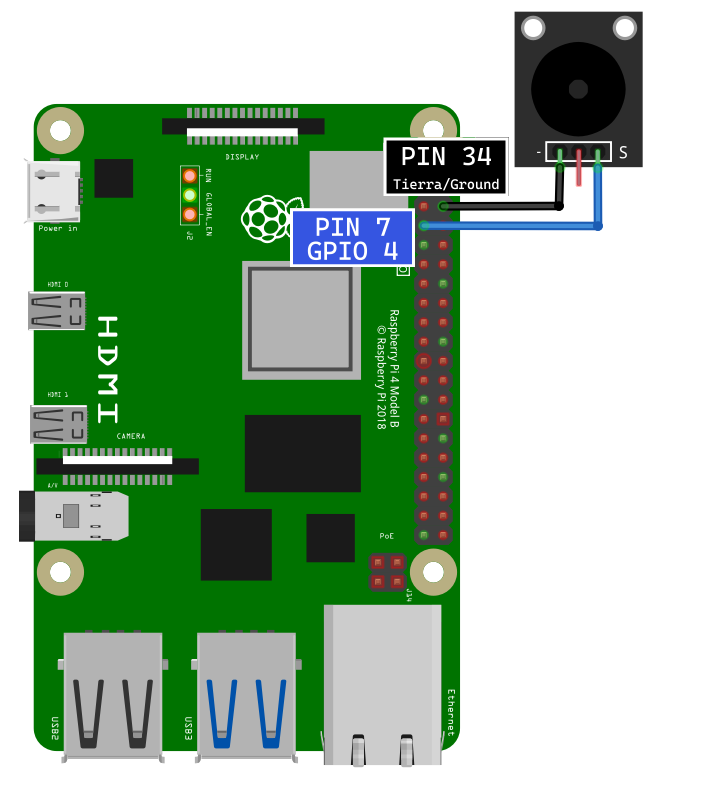 - S
PIN 34
Tierra/Ground
DISPLAY
RUN
GLOBAL_EN
J2
PIN 7
GPIO 4
Power in
HDMI 0
HDMI
Raspberry Pi 4 Model B
© Raspberry Pi 2018
HDMI 1
CAMERA
A/V
PoE
J14
USB2
USB3
Ethernet